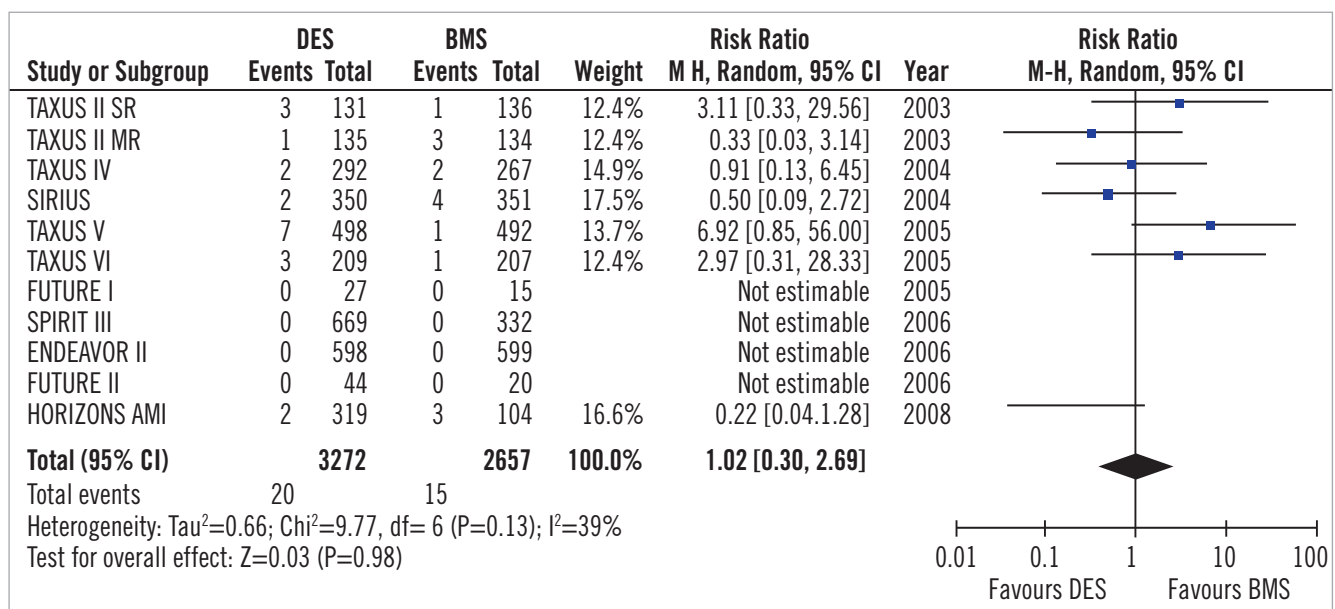 DES BMS Risk Ratio Risk Ratio
Study or Subgroup Events Total Events Total Weight M H, Random, 95% CI Year M-H, Random, 95% CI
TAXUS II SR 3 131 1 136 12.4% 3.11 [0.33, 29.56] 2003
TAXUS II MR 1 135 3 134 12.4% 0.33 [0.03, 3.14] 2003
TAXUS IV 2 292 2 267 14.9% 0.91 [0.13, 6.45] 2004
SIRIUS 2 350 4 351 17.5% 0.50 [0.09, 2.72] 2004
TAXUS V 7 498 1 492 13.7% 6.92 [0.85, 56.00] 2005
TAXUS VI 3 209 1 207 12.4% 2.97 [0.31, 28.33] 2005
FUTURE I 0 27 0 15 Not estimable 2005
SPIRIT III 0 669 0 332 Not estimable 2006
ENDEAVOR II 0 598 0 599 Not estimable 2006
FUTURE II 0 44 0 20 Not estimable 2006
HORIZONS AMI 2 319 3 104 16.6% 0.22 [0.04.1.28] 2008
Total (95% CI) 3272 2657 100.0% 1.02 [0.30, 2.69]
Total events 20 15
Heterogeneity: Tau²=0.66; Chi²=9.77, df= 6 (P=0.13); I²=39%
Test for overall effect: Z=0.03 (P=0.98)
0.01 0.1 1 10 100
Favours DES Favours BMS